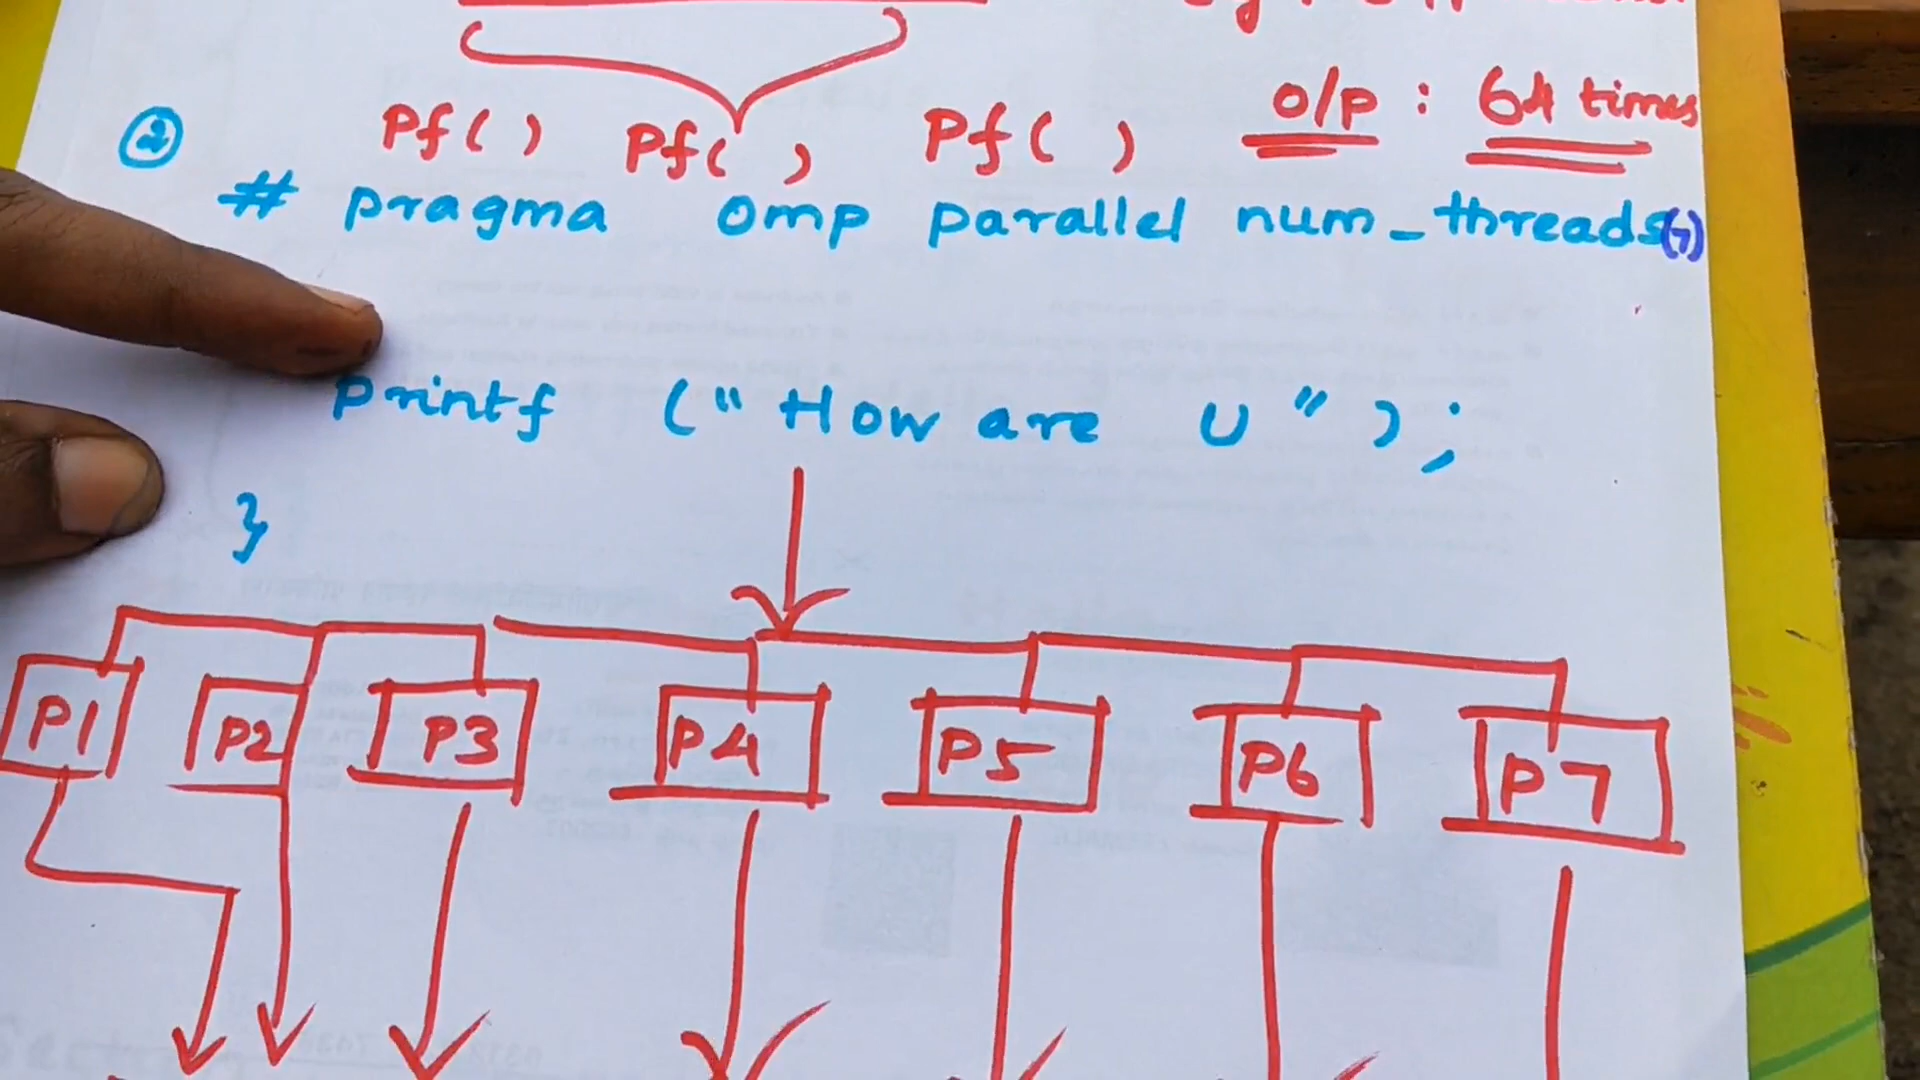 Pf( ) Pf( ) Pf( ) o/p : 64 times
②
# pragma omp parallel num_threads(7)
printf (" How are U " ) ;
}
P1 P2 P3 P4 P5 P6 P7